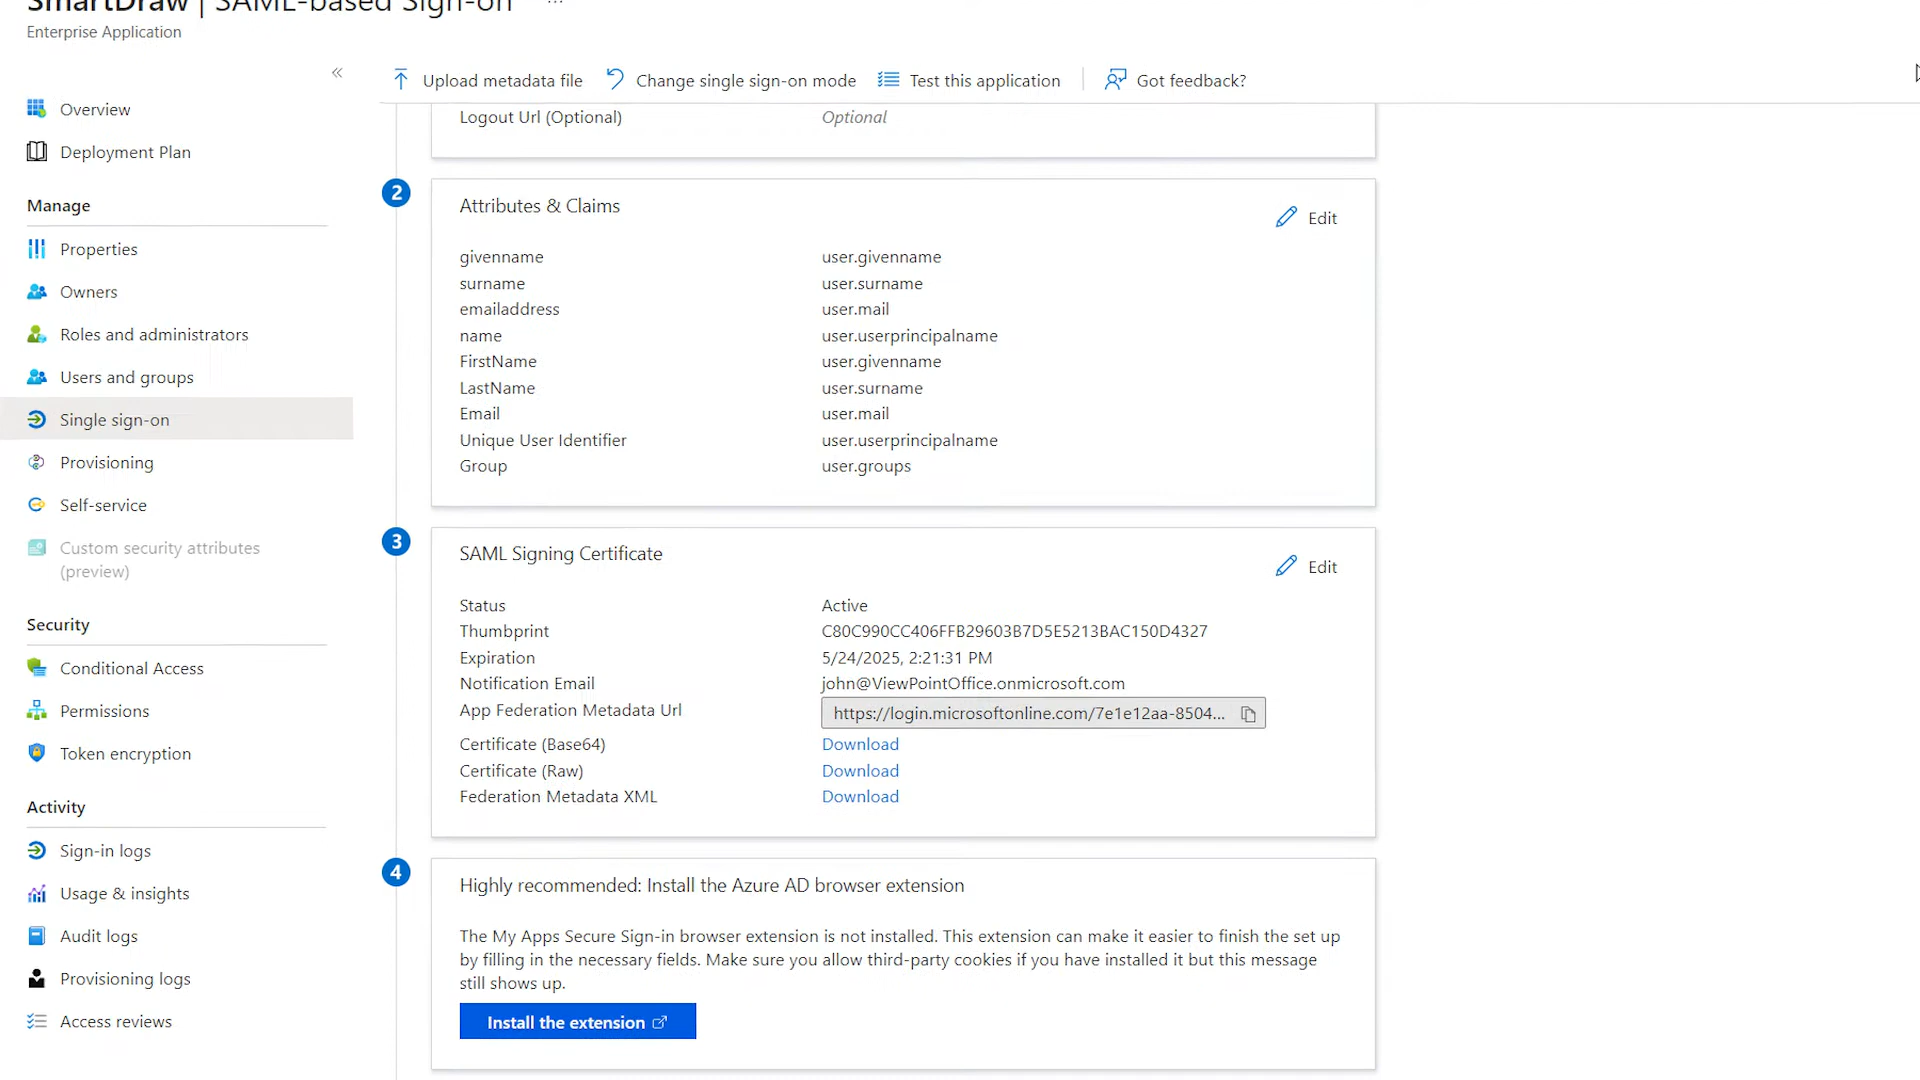 SmartDraw | SAML-based Sign-on ...
Enterprise Application
«
Upload metadata file
Change single sign-on mode
Test this application
Got feedback?
Overview
Deployment Plan
Manage
Properties
Owners
Roles and administrators
Users and groups
Single sign-on
Provisioning
Self-service
Custom security attributes
(preview)
Security
Conditional Access
Permissions
Token encryption
Activity
Sign-in logs
Usage & insights
Audit logs
Provisioning logs
Access reviews
Logout Url (Optional) Optional
2
Attributes & Claims
Edit
givenname user.givenname
surname user.surname
emailaddress user.mail
name user.userprincipalname
FirstName user.givenname
LastName user.surname
Email user.mail
Unique User Identifier user.userprincipalname
Group user.groups
3
SAML Signing Certificate
Edit
Status Active
Thumbprint C80C990CC406FFB29603B7D5E5213BAC150D4327
Expiration 5/24/2025, 2:21:31 PM
Notification Email john@ViewPointOffice.onmicrosoft.com
App Federation Metadata Url https://login.microsoftonline.com/7e1e12aa-8504...
Certificate (Base64) Download
Certificate (Raw) Download
Federation Metadata XML Download
4
Highly recommended: Install the Azure AD browser extension
The My Apps Secure Sign-in browser extension is not installed. This extension can make it easier to finish the set up
by filling in the necessary fields. Make sure you allow third-party cookies if you have installed it but this message
still shows up.
Install the extension